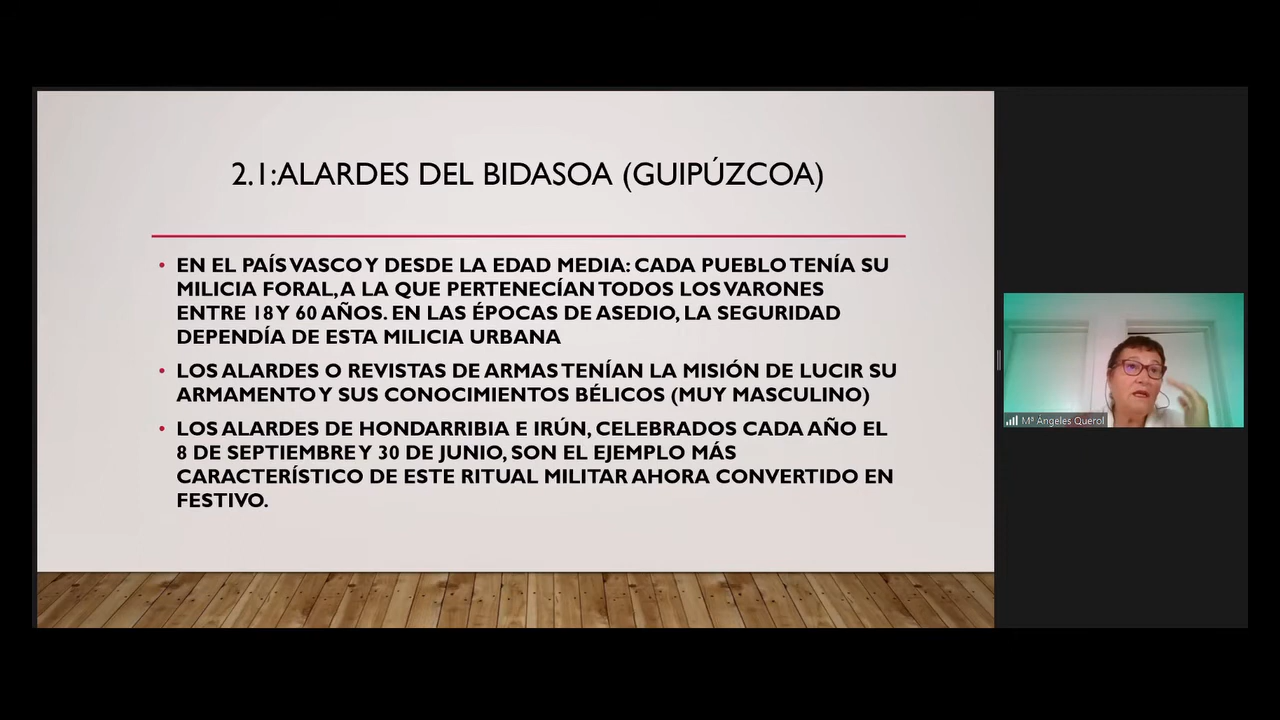 2.1:ALARDES DEL BIDASOA (GUIPÚZCOA)
• EN EL PAÍS VASCO Y DESDE LA EDAD MEDIA: CADA PUEBLO TENÍA SU
MILICIA FORAL, A LA QUE PERTENECÍAN TODOS LOS VARONES
ENTRE 18 Y 60 AÑOS. EN LAS ÉPOCAS DE ASEDIO, LA SEGURIDAD
DEPENDÍA DE ESTA MILICIA URBANA
• LOS ALARDES O REVISTAS DE ARMAS TENÍAN LA MISIÓN DE LUCIR SU
ARMAMENTO Y SUS CONOCIMIENTOS BÉLICOS (MUY MASCULINO)
• LOS ALARDES DE HONDARRIBIA E IRÚN, CELEBRADOS CADA AÑO EL
8 DE SEPTIEMBRE Y 30 DE JUNIO, SON EL EJEMPLO MÁS
CARACTERÍSTICO DE ESTE RITUAL MILITAR AHORA CONVERTIDO EN
FESTIVO.
Mª Ángeles Querol